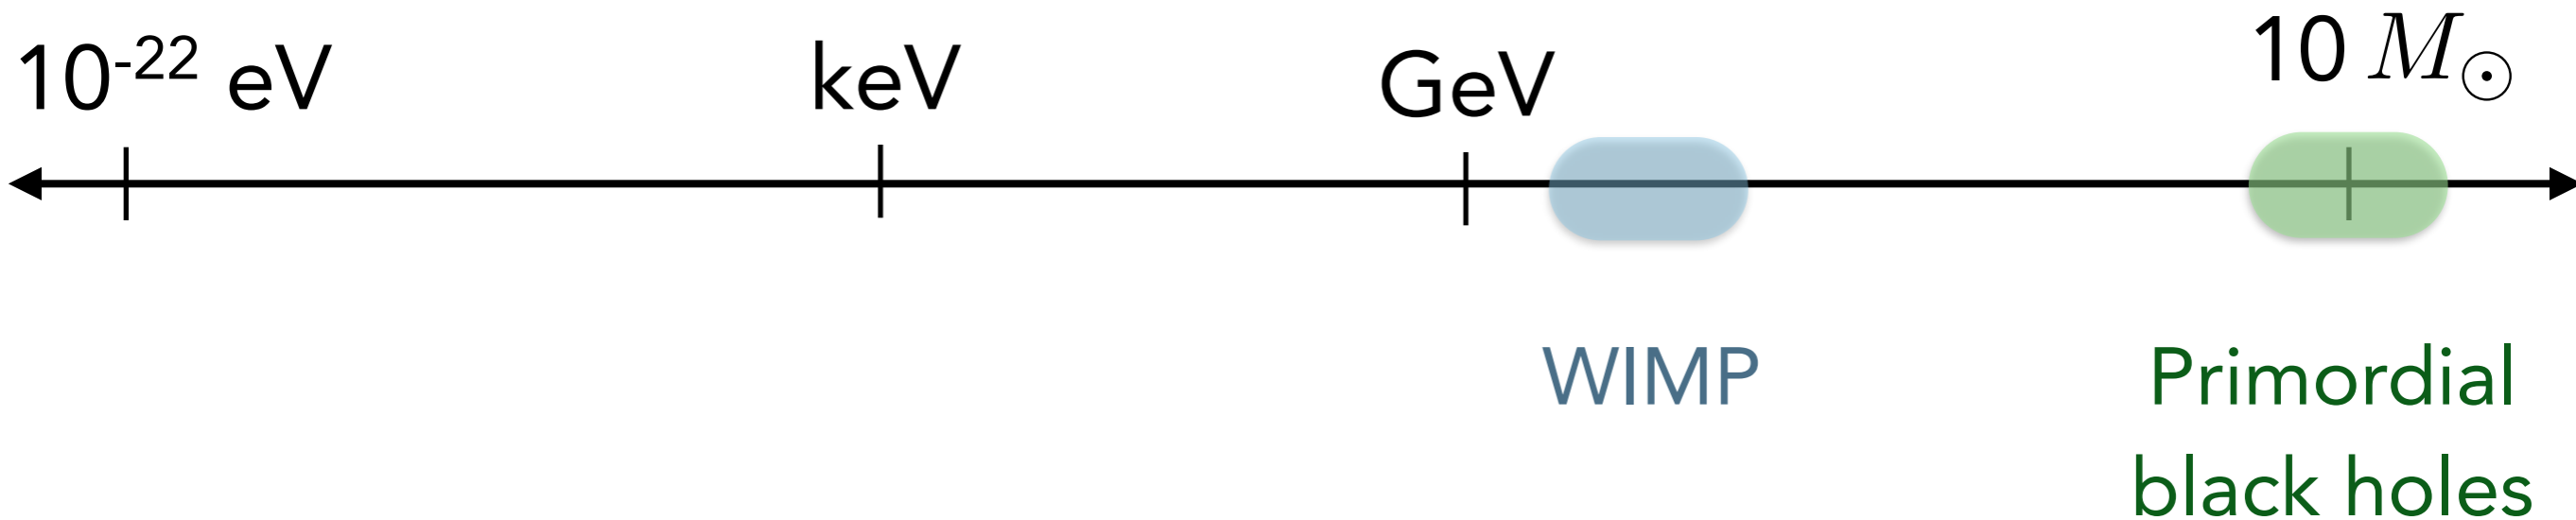 10⁻²² eV keV GeV 10 M☉
WIMP Primordial
black holes